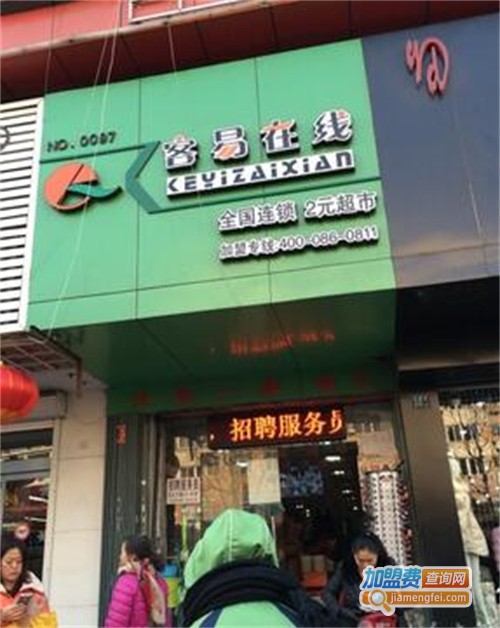 NO. 0097
客易在线
KEYIZAIXIAN
全国连锁 2元超市
加盟专线:400-086-0811
招聘服务员
加盟费查询网
jiamengfei.com